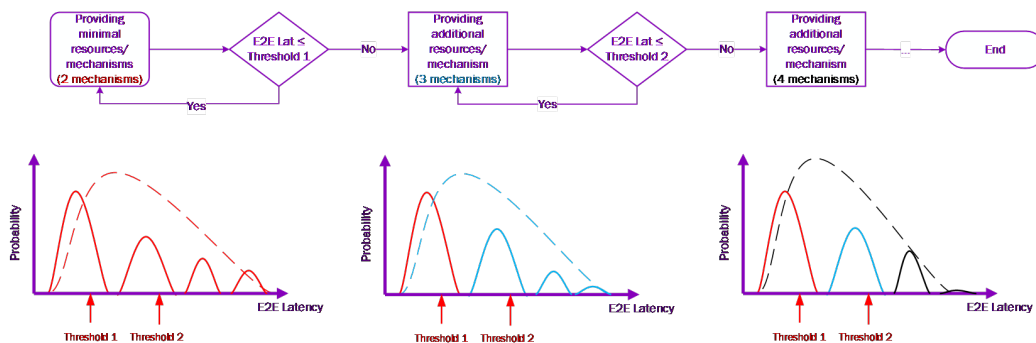 Providing
minimal
resources/
mechanisms
(2 mechanisms)
E2E Lat ≤
Threshold 1
No
Yes
Providing
additional
resources/
mechanism
(3 mechanisms)
E2E Lat ≤
Threshold 2
No
Yes
Providing
additional
resources/
mechanism
(4 mechanisms)
...
End
Probability
E2E Latency
Threshold 1
Threshold 2
Probability
E2E Latency
Threshold 1
Threshold 2
Probability
E2E Latency
Threshold 1
Threshold 2